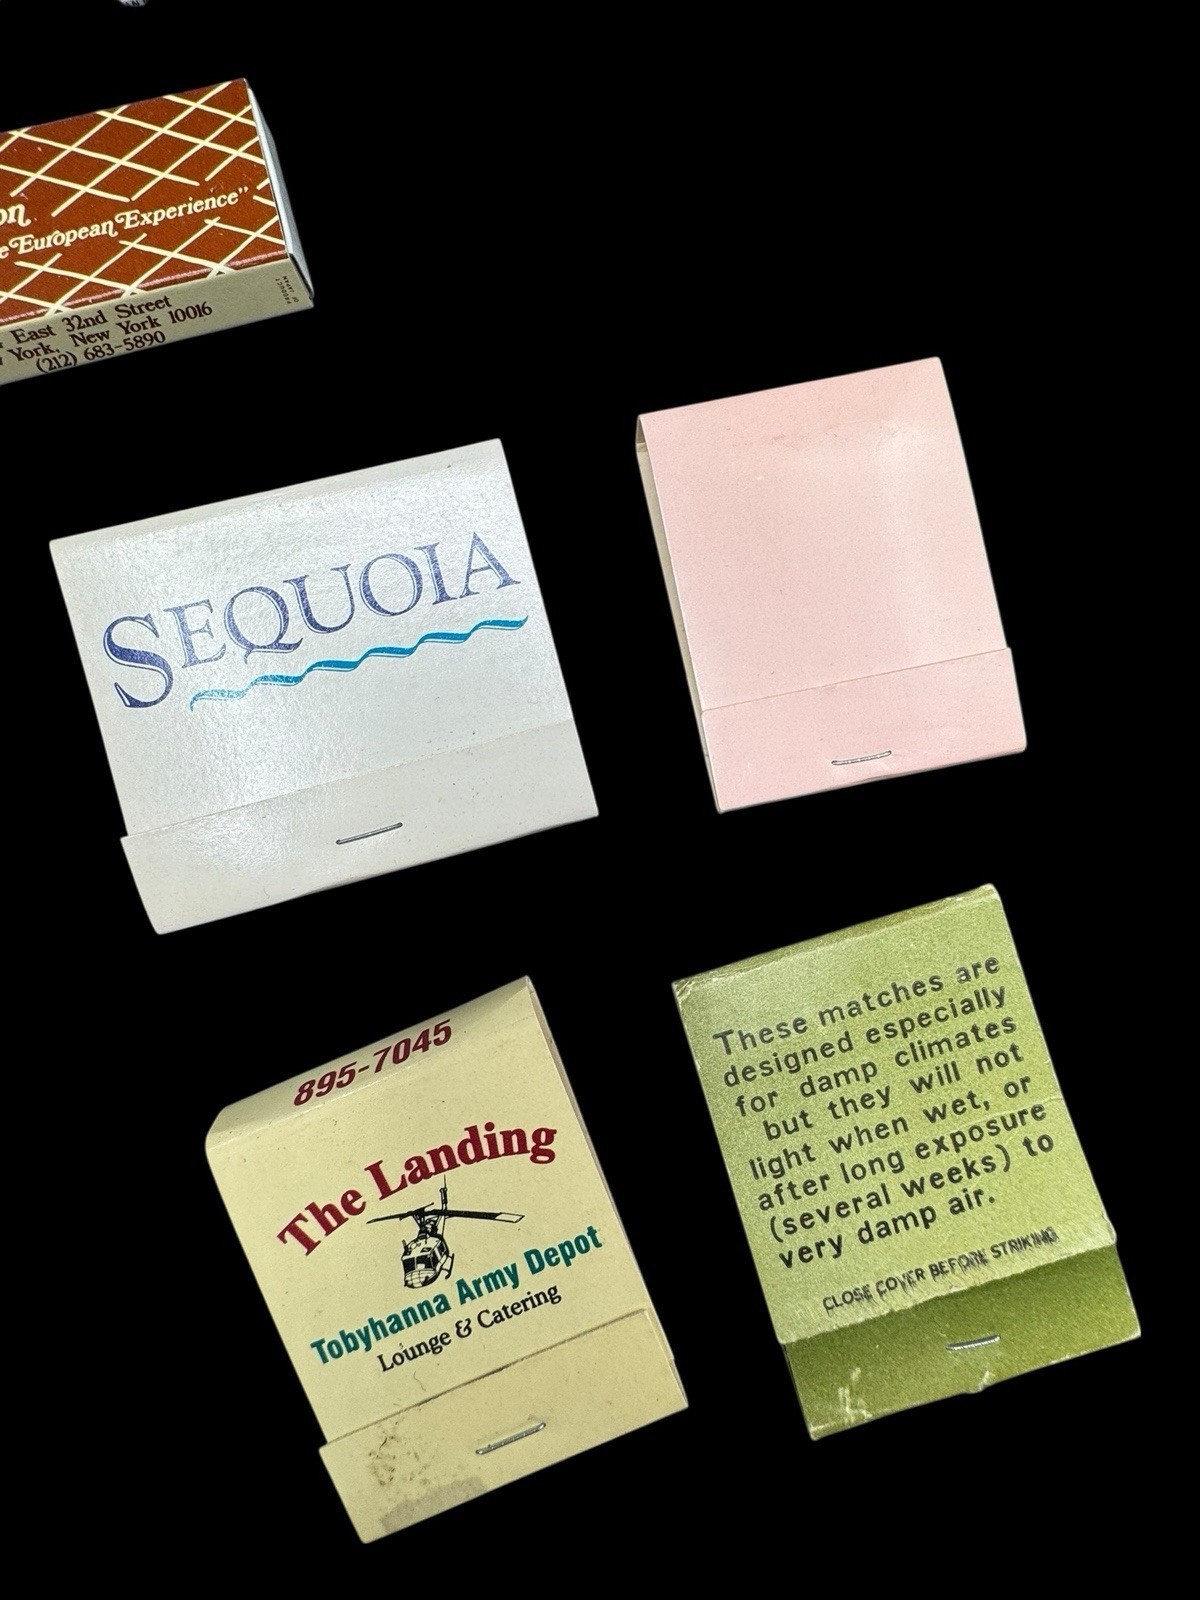 on
European Experience"
East 32nd Street
York, New York 10016
(212) 683-5890
SEQUOIA
895-7045
The Landing
Tobyhanna Army Depot
Lounge & Catering
These matches are
designed especially
for damp climates
but they will not
light when wet, or
after long exposure
(several weeks) to
very damp air.
CLOSE COVER BEFORE STRIKING